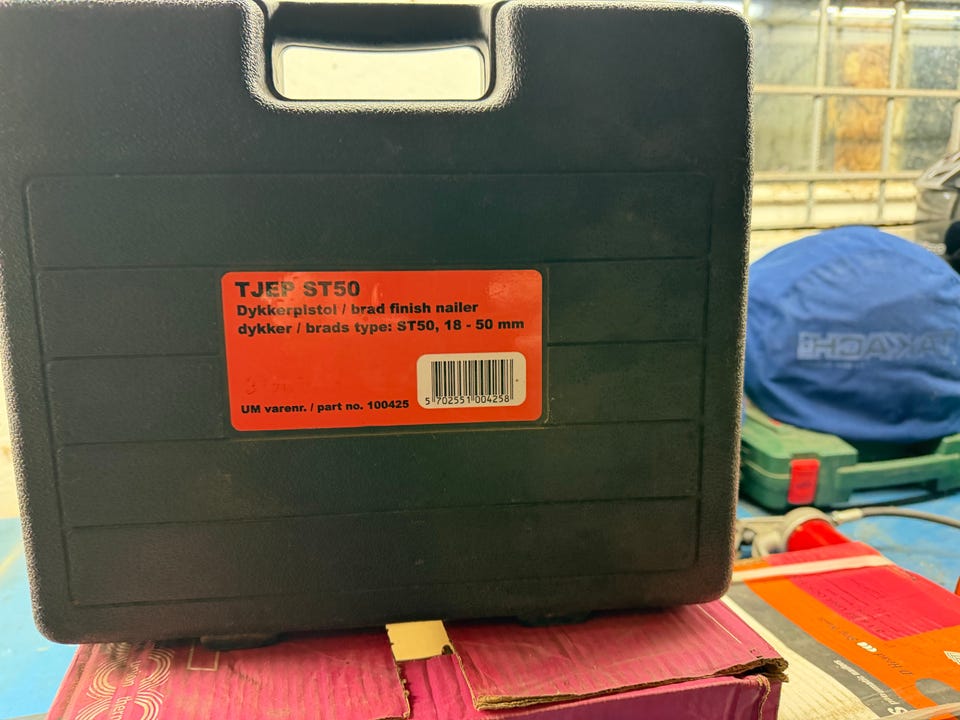 TJEP ST50
Dykkerpistol / brad finish nailer
dykker / brads type: ST50, 18 - 50 mm
5 702551 004258
UM varenr. / part no. 100425